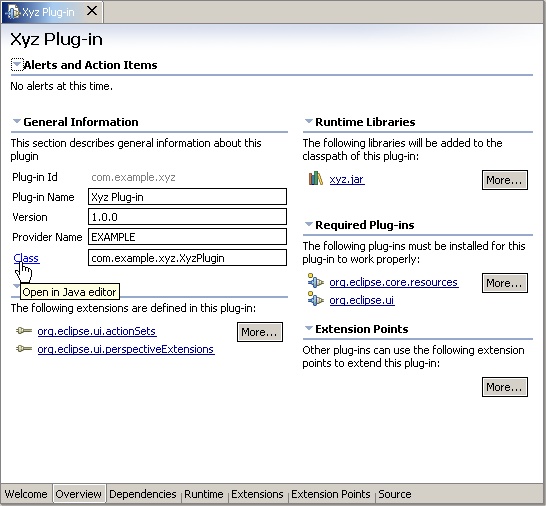 Xyz Plug-in
Xyz Plug-in
Alerts and Action Items
No alerts at this time.
General Information
This section describes general information about this
plugin
Plug-in Id com.example.xyz
Plug-in Name Xyz Plug-in
Version 1.0.0
Provider Name EXAMPLE
Class com.example.xyz.XyzPlugin
Open in Java editor
The following extensions are defined in this plug-in:
org.eclipse.ui.actionSets More...
org.eclipse.ui.perspectiveExtensions
Runtime Libraries
The following libraries will be added to the
classpath of this plug-in:
xyz.jar More...
Required Plug-ins
The following plug-ins must be installed for this
plug-in to work properly:
org.eclipse.core.resources More...
org.eclipse.ui
Extension Points
Other plug-ins can use the following extension
points to extend this plug-in:
More...
Welcome Overview Dependencies Runtime Extensions Extension Points Source